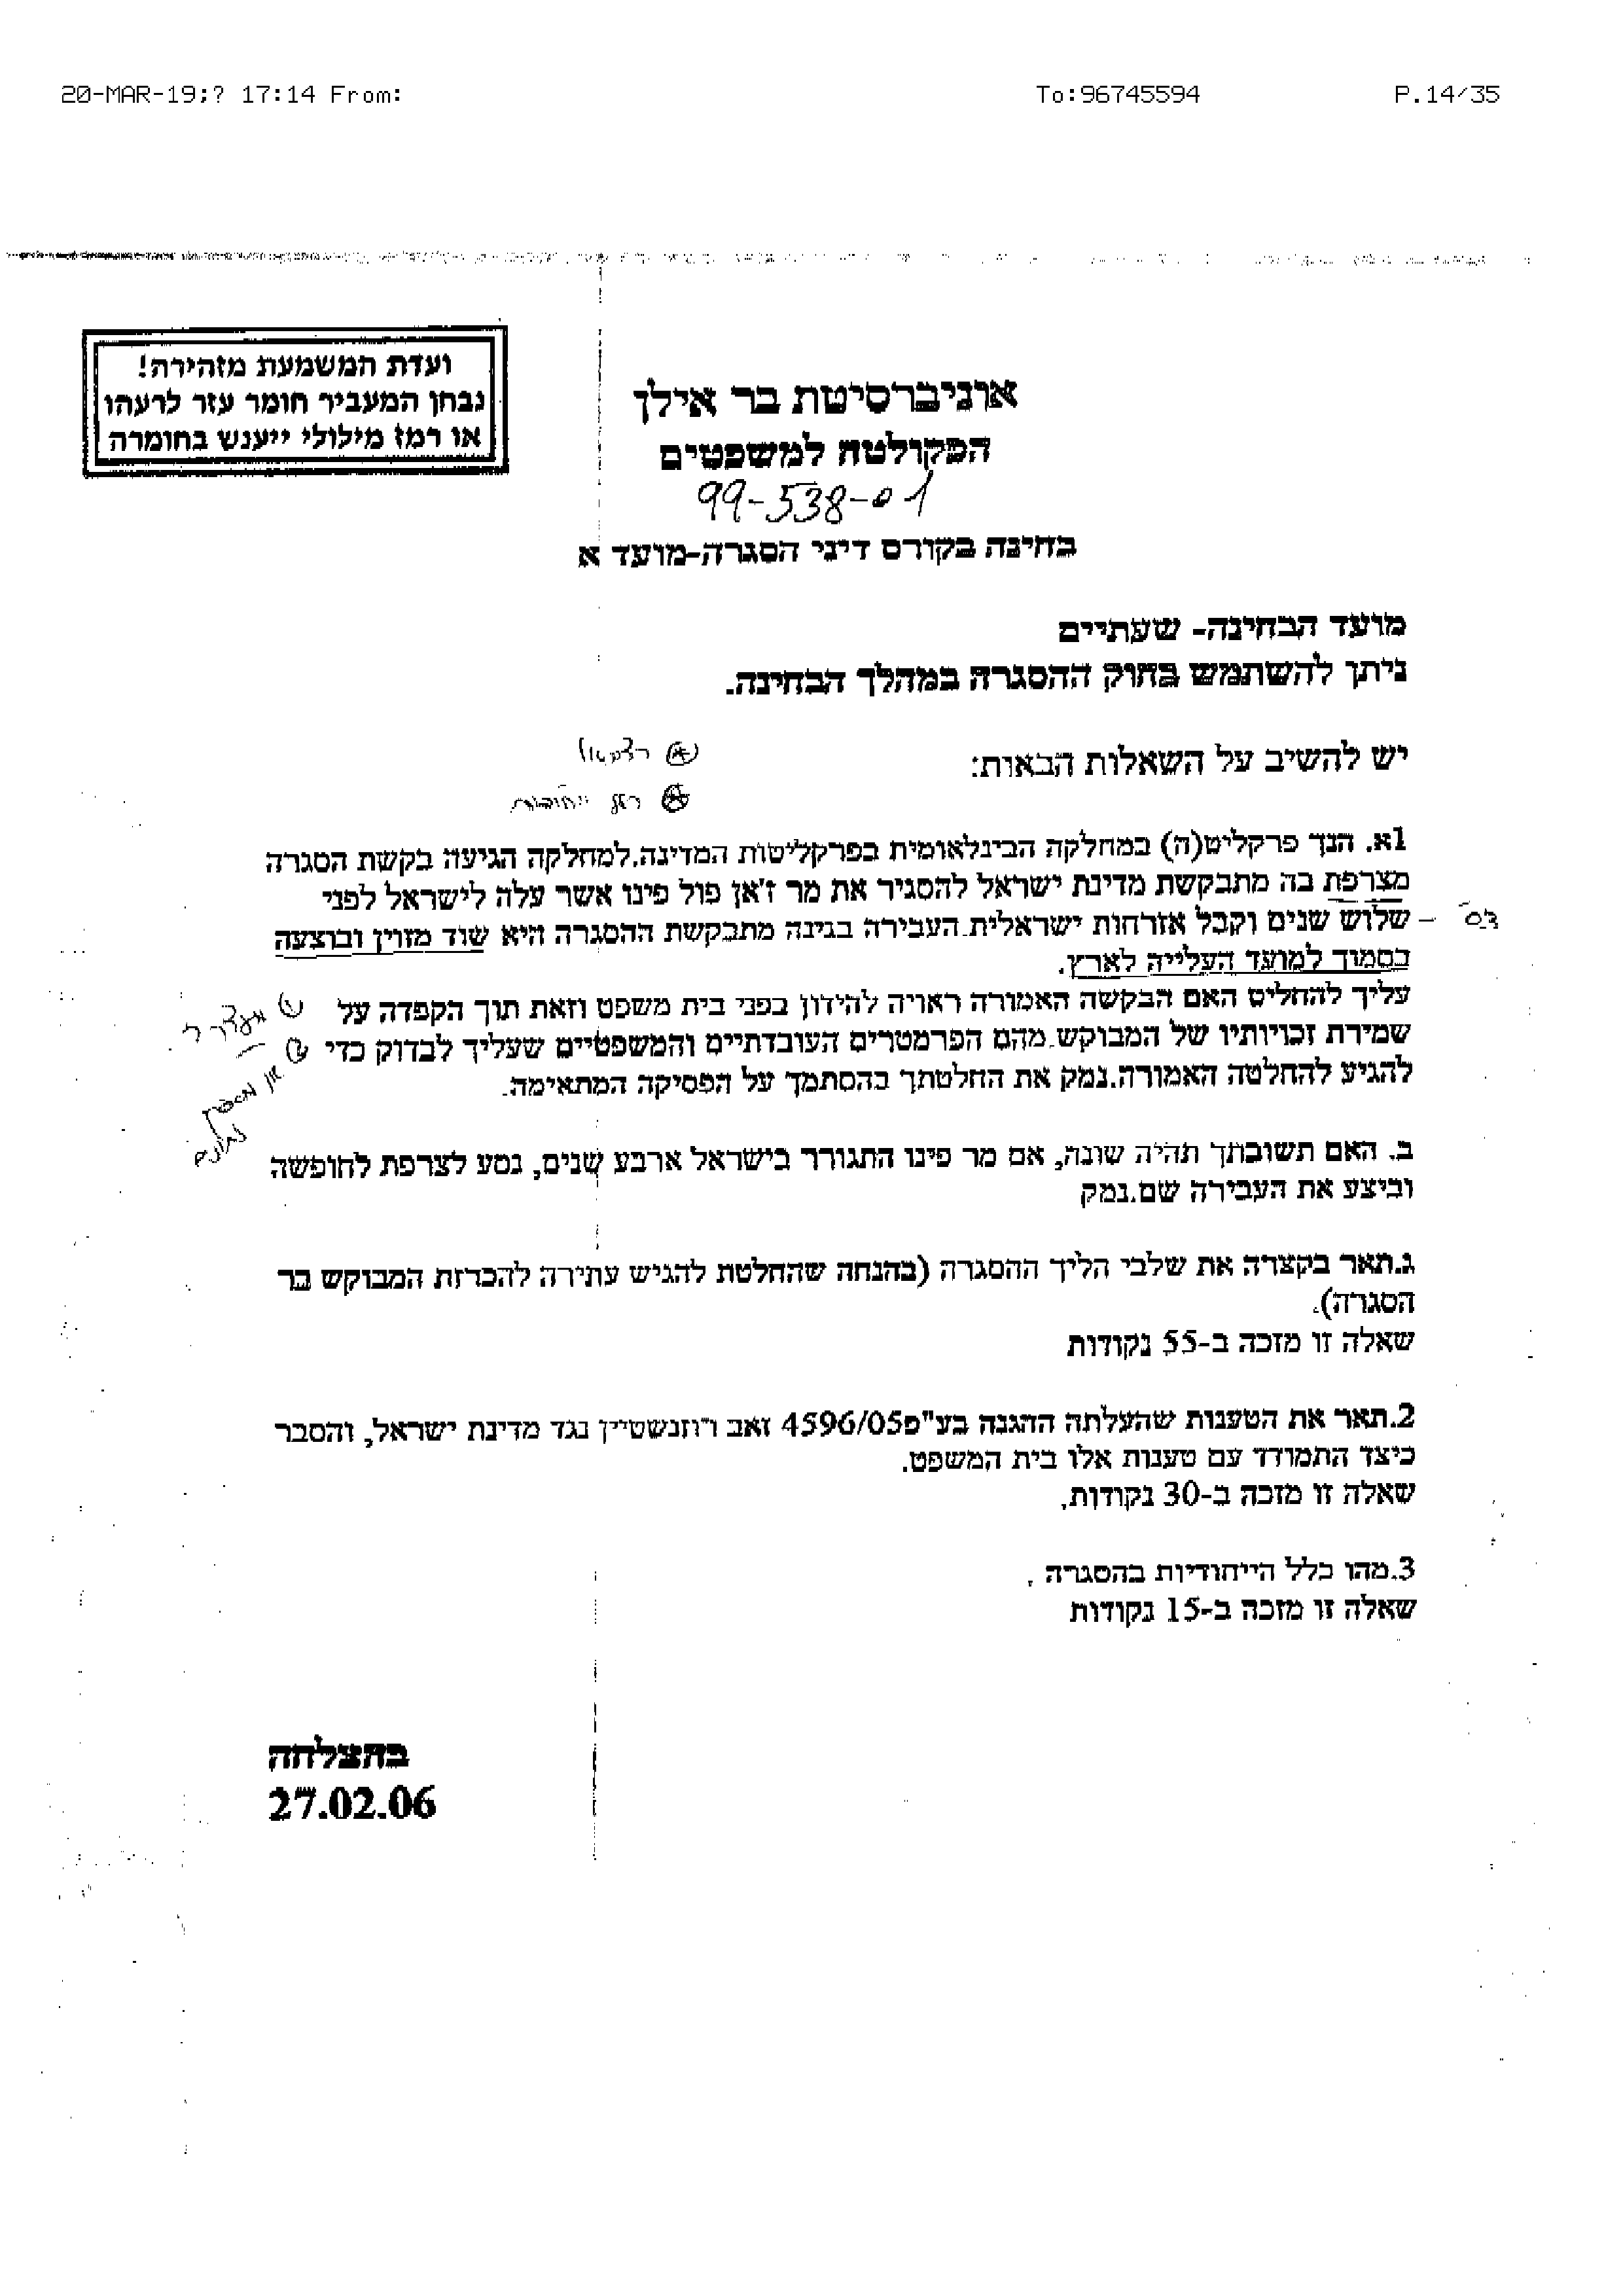 20-MAR-19;? 17:14 From: To:96745594 P.14/35
ועדת המשמעת מזהירה!
נבחן המעביר חומר עזר לרעהו
או רמז מילולי ייענש בחומרה
אוניברסיטת בר אילן
הפקולטה למשפטים
99-538-01
בחינה בקורס דיני הסגרה-מועד א
מועד הבחינה- שעתיים
ניתן להשתמש בחוק ההסגרה במהלך הבחינה.
יש להשיב על השאלות הבאות:
1א. הנך פרקליט(ה) במחלקה הבינלאומית בפרקליטות המדינה.למחלקה הגיעה בקשת הסגרה
מצרפת בה מתבקשת מדינת ישראל להסגיר את מר ז'אן פול פינו אשר עלה לישראל לפני
שלוש שנים וקבל אזרחות ישראלית.העבירה בגינה מתבקשת ההסגרה היא שוד מזוין ובוצעה
בסמוך למועד העלייה לארץ.
עליך להחליט האם הבקשה האמורה ראויה להידון בפני בית משפט וזאת תוך הקפדה על
שמירת זכויותיו של המבוקש.מהם הפרמטרים העובדתיים והמשפטיים שעליך לבדוק כדי
להגיע להחלטה האמורה.נמק את החלטתך בהסתמך על הפסיקה המתאימה.
ב. האם תשובתך תהיה שונה, אם מר פינו התגורר בישראל ארבע שנים, נסע לצרפת לחופשה
וביצע את העבירה שם.נמק
ג.תאר בקצרה את שלבי הליך ההסגרה (בהנחה שהחלטת להגיש עתירה להכרזת המבוקש בר
הסגרה).
שאלה זו מזכה ב-55 נקודות
2.תאר את הטענות שהעלתה ההגנה בע"פ4596/05 זאב רוזנשטיין נגד מדינת ישראל, והסבר
כיצד התמודד עם טענות אלו בית המשפט.
שאלה זו מזכה ב-30 נקודות.
3.מהו כלל הייחודיות בהסגרה .
שאלה זו מזכה ב-15 נקודות
בהצלחה
27.02.06